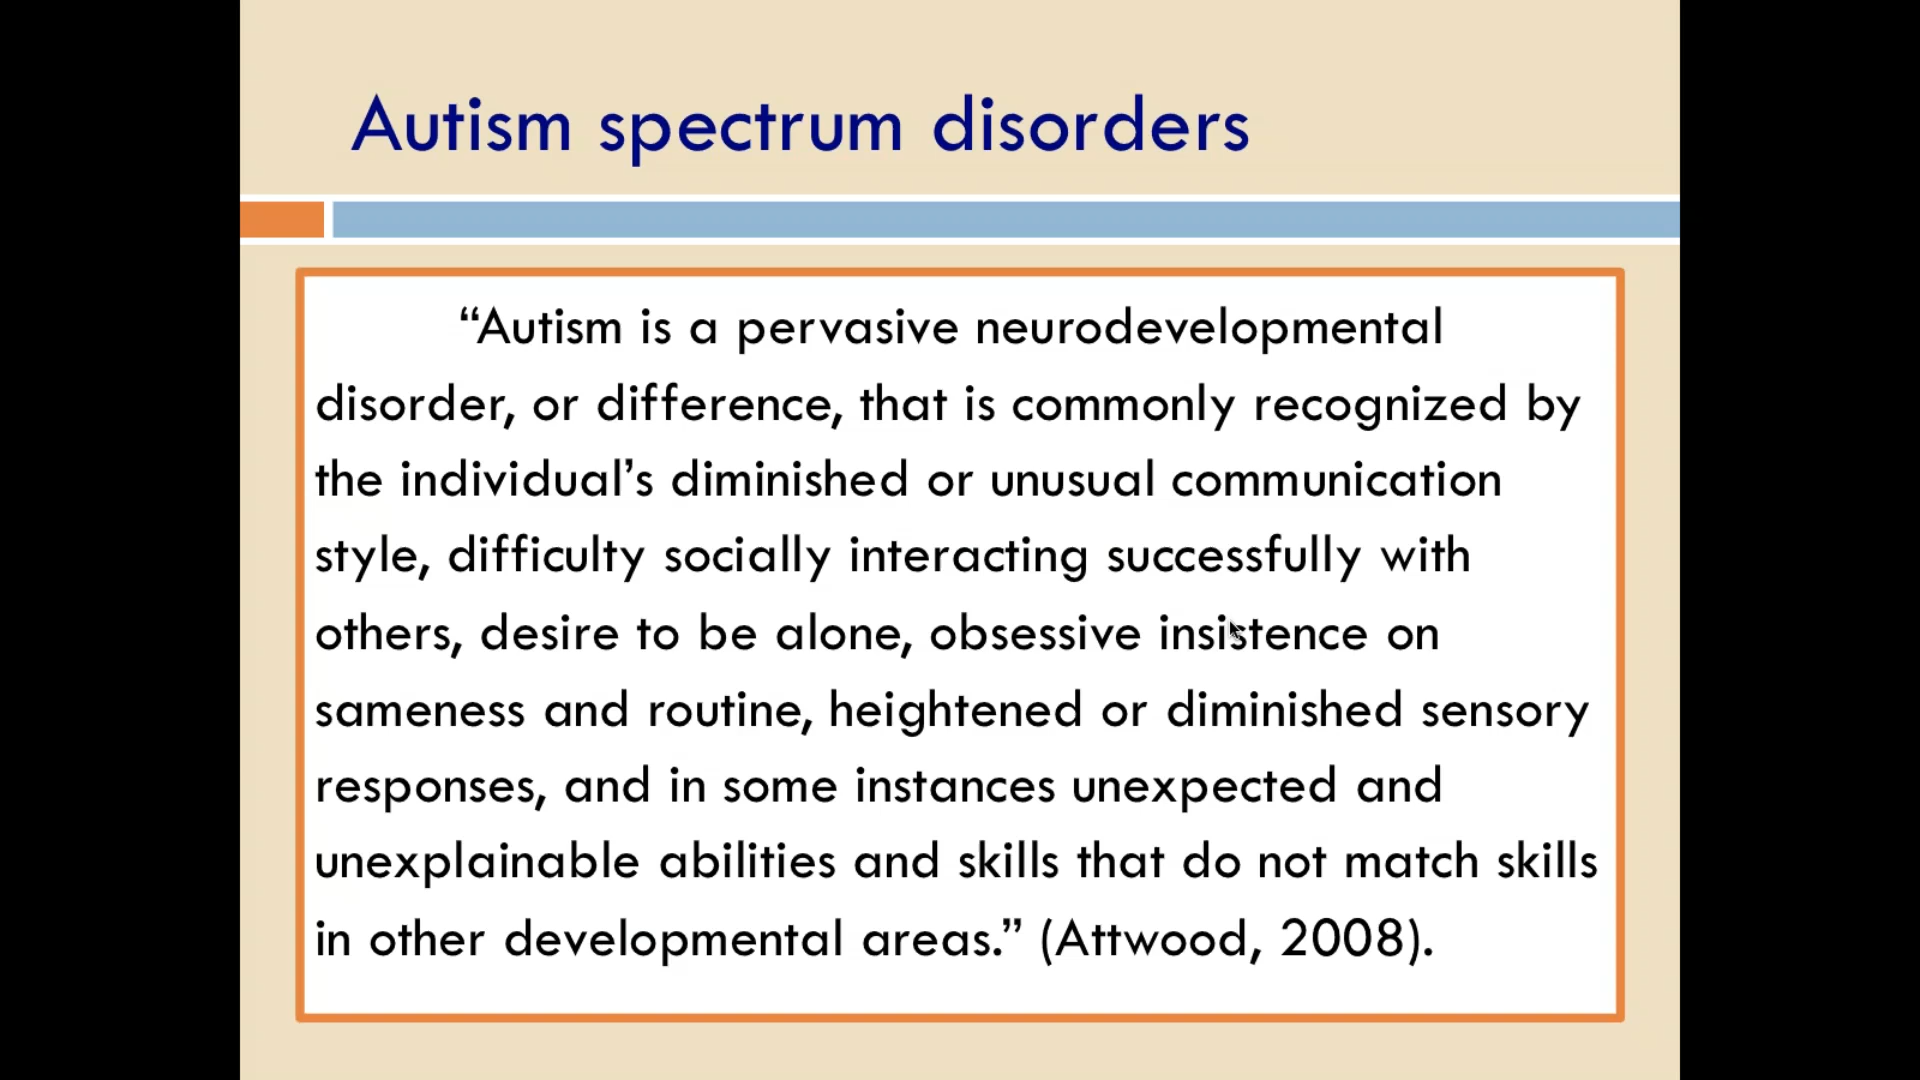 Autism spectrum disorders
“Autism is a pervasive neurodevelopmental
disorder, or difference, that is commonly recognized by
the individual’s diminished or unusual communication
style, difficulty socially interacting successfully with
others, desire to be alone, obsessive insistence on
sameness and routine, heightened or diminished sensory
responses, and in some instances unexpected and
unexplainable abilities and skills that do not match skills
in other developmental areas.” (Attwood, 2008).